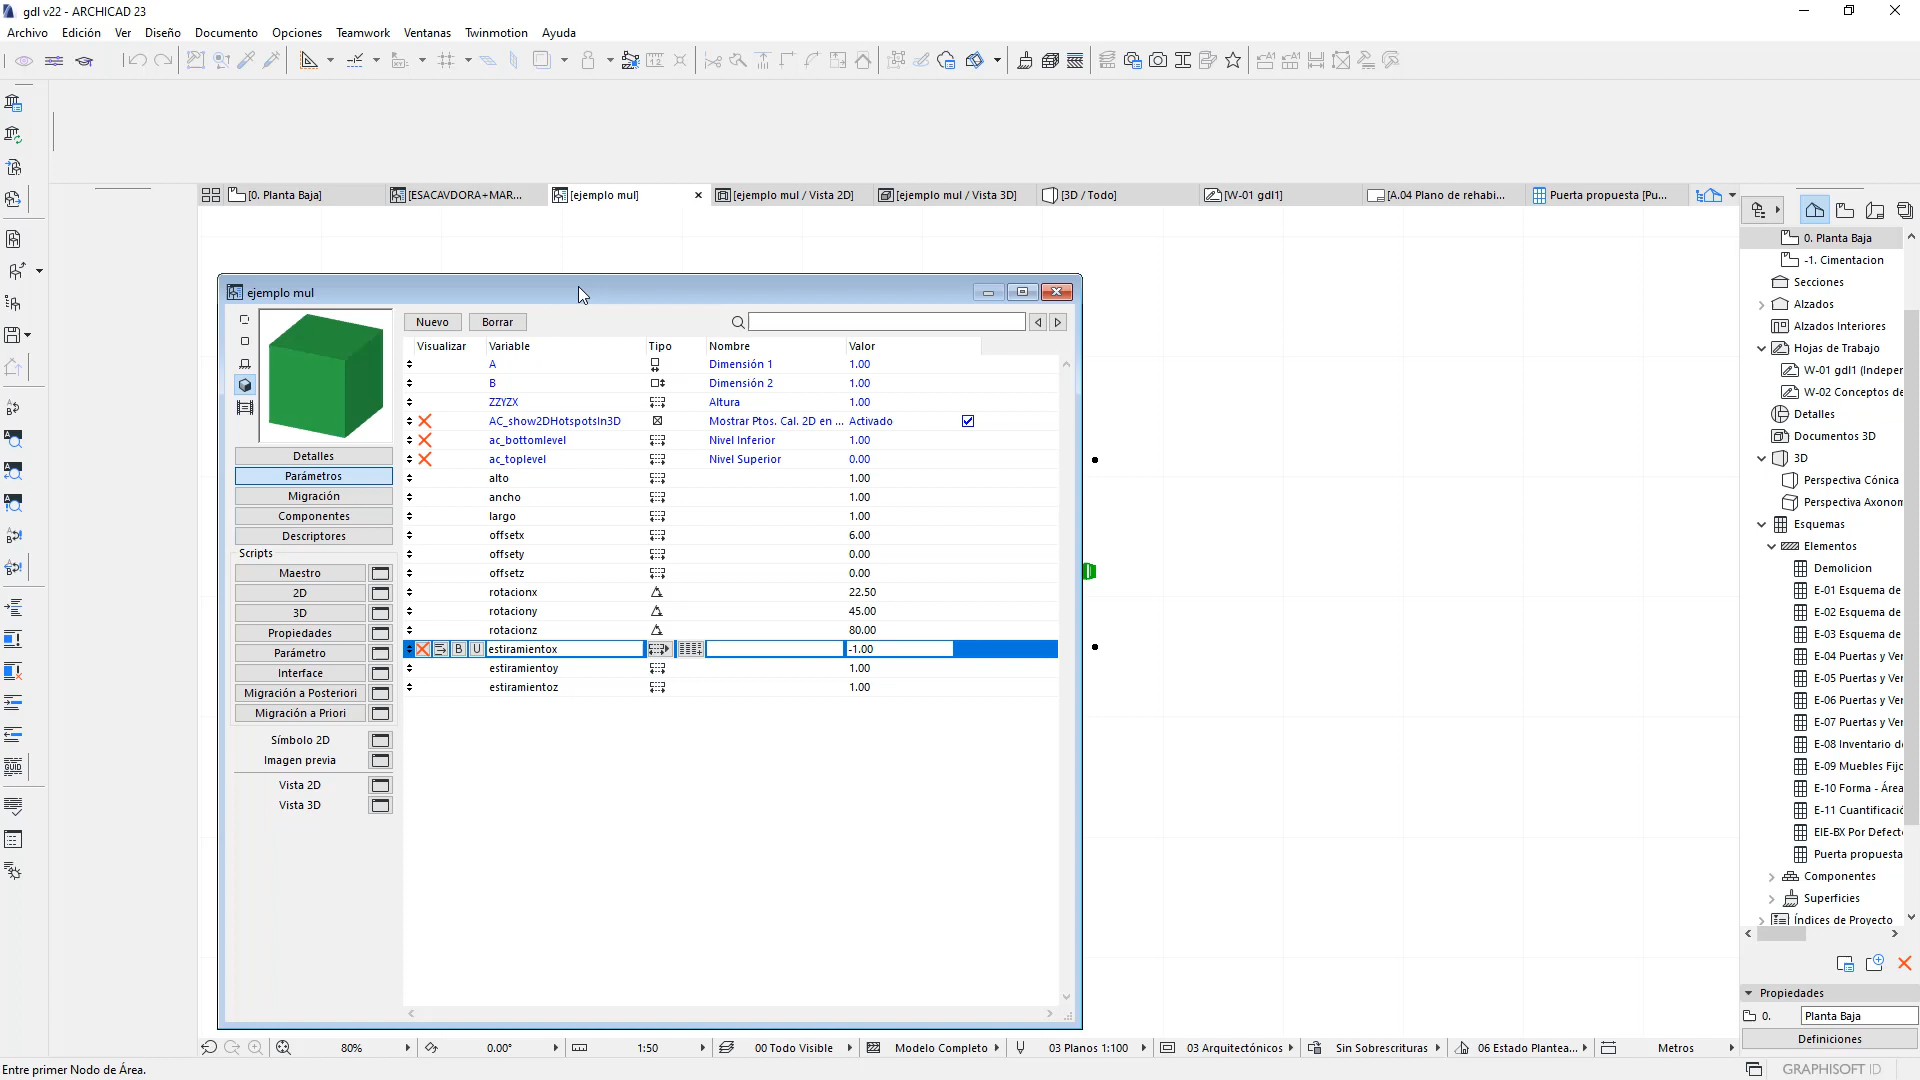 gdl v22 - ARCHICAD 23
Archivo Edición Ver Diseño Documento Opciones Teamwork Ventanas Twinmotion Ayuda
[0. Planta Baja] [ESACAVDORA+MAR... [ejemplo mul] [ejemplo mul / Vista 2D] [ejemplo mul / Vista 3D] [3D / Todo] [W-01 gdl1] [A.04 Plano de rehabi... Puerta propuesta [Pu...
ejemplo mul
Nuevo Borrar
Visualizar Variable Tipo Nombre Valor
A Dimensión 1 1.00
B Dimensión 2 1.00
ZZYZX Altura 1.00
AC_show2DHotspotsIn3D Mostrar Ptos. Cal. 2D en ... Activado
ac_bottomlevel Nivel Inferior 1.00
ac_toplevel Nivel Superior 0.00
alto 1.00
ancho 1.00
largo 1.00
offsetx 6.00
offsety 0.00
offsetz 0.00
rotacionx 22.50
rotaciony 45.00
rotacionz 80.00
B U estiramientox -1.00
estiramientoy 1.00
estiramientoz 1.00
Detalles
Parámetros
Migración
Componentes
Descriptores
Scripts
Maestro
2D
3D
Propiedades
Parámetro
Interface
Migración a Posteriori
Migración a Priori
Símbolo 2D
Imagen previa
Vista 2D
Vista 3D
GUID
0. Planta Baja
-1. Cimentacion
Secciones
Alzados
Alzados Interiores
Hojas de Trabajo
W-01 gdl1 (Indeper
W-02 Conceptos de
Detalles
Documentos 3D
3D
Perspectiva Cónica
Perspectiva Axonom
Esquemas
Elementos
Demolicion
E-01 Esquema de
E-02 Esquema de
E-03 Esquema de
E-04 Puertas y Ver
E-05 Puertas y Ver
E-06 Puertas y Ver
E-07 Puertas y Ver
E-08 Inventario de
E-09 Muebles Fijo
E-10 Forma - Área
E-11 Cuantificació
EIE-BX Por Defecto
Puerta propuesta
Componentes
Superficies
Índices de Proyecto
Propiedades
0. Planta Baja
Definiciones
80% 0.00° 1:50 00 Todo Visible Modelo Completo 03 Planos 1:100 03 Arquitectónicos Sin Sobrescrituras 06 Estado Plantea... Metros
Entre primer Nodo de Área.
GRAPHISOFT ID